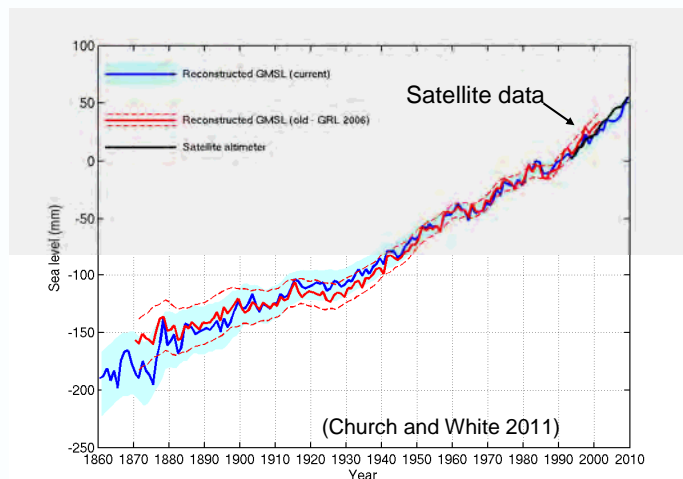 100
50
0
-50
-100
-150
-200
-250
Sea level (mm)
Reconstructed GMSL (current)
Reconstructed GMSL (old - GRL 2006)
Satellite altimeter
Satellite data
(Church and White 2011)
1860 1870 1880 1890 1900 1910 1920 1930 1940 1950 1960 1970 1980 1990 2000 2010
Year